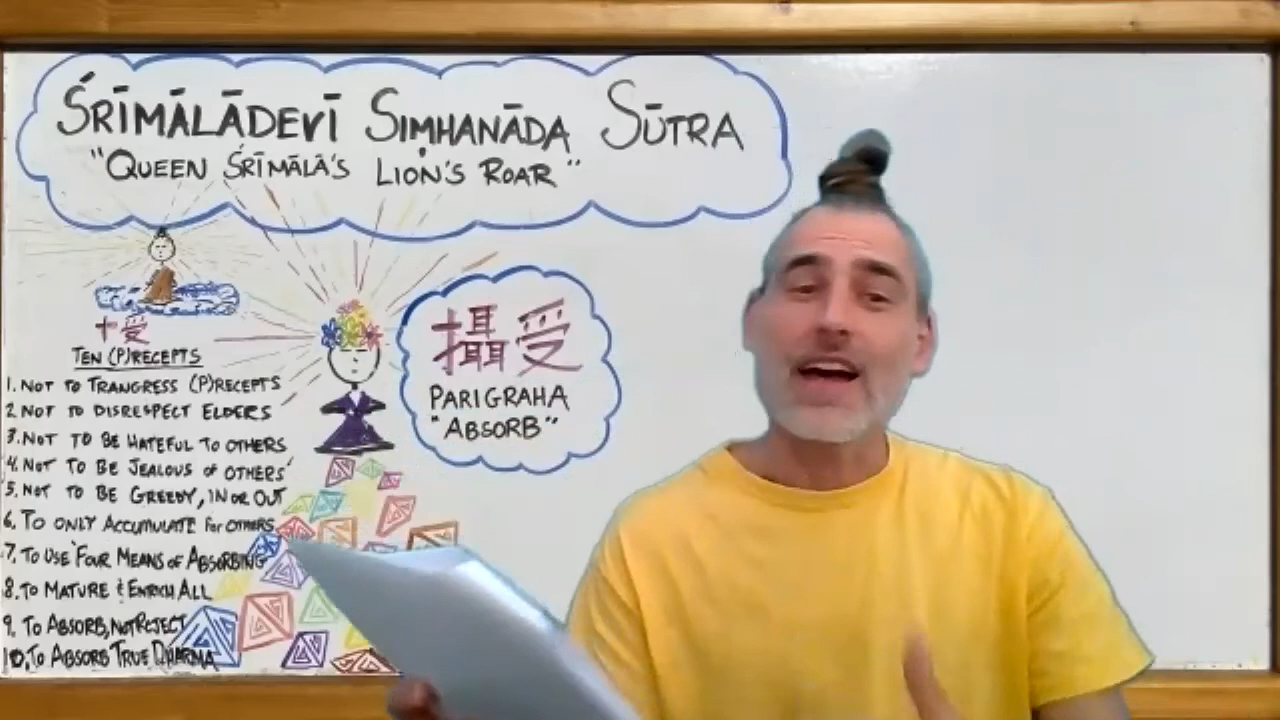 ŚRĪMĀLĀDEVĪ SIṂHANĀDA SŪTRA
"QUEEN ŚRĪMĀLĀ'S LION'S ROAR"
十受
TEN (P)RECEPTS
1. NOT TO TRANGRESS (P)RECEPTS
2 NOT TO DISRESPECT ELDERS
3. NOT TO BE HATEFUL TO OTHERS
4. NOT TO BE JEALOUS OF OTHERS'
5. NOT TO BE GREEDY, IN OR OUT
6. TO ONLY ACCUMULATE FOR OTHERS
7. TO USE 'FOUR MEANS OF ABSORBING'
8. TO MATURE & ENRICH ALL
9. TO ABSORB, NOT REJECT
10. TO ABSORB TRUE DHARMA
攝受
PARIGRAHA
"ABSORB"